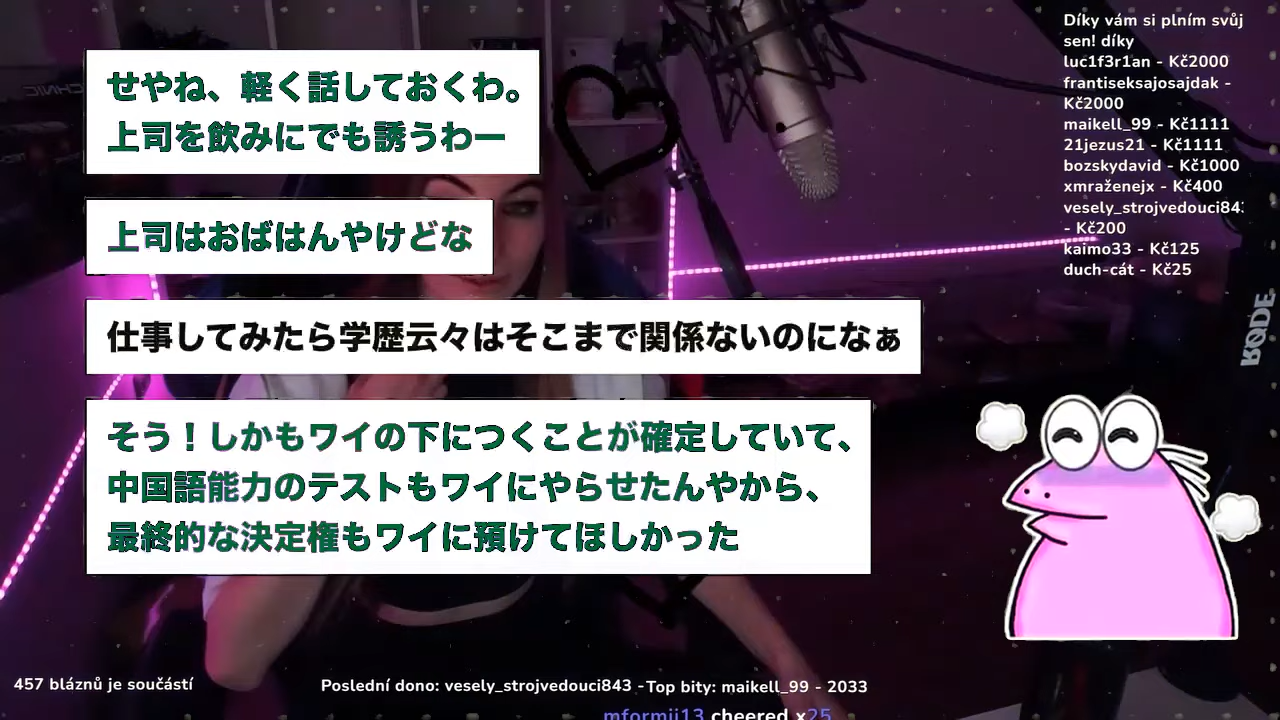 せやね、軽く話しておくわ。
上司を飲みにでも誘うわー
上司はおばはんやけどな
仕事してみたら学歴云々はそこまで関係ないのになぁ
そう！しかもワイの下につくことが確定していて、
中国語能力のテストもワイにやらせたんやから、
最終的な決定権もワイに預けてほしかった
Díky vám si plním svůj
sen! díky
luc1f3r1an - Kč2000
frantiseksajosajdak -
Kč2000
maikell_99 - Kč1111
21jezus21 - Kč1111
bozskydavid - Kč1000
xmraženejx - Kč400
vesely_strojvedouci843
- Kč200
kaimo33 - Kč125
duch-cát - Kč25
RØDE
457 bláznů je součástí
Poslední dono: vesely_strojvedouci843 -
Top bity: maikell_99 - 2033
mformii13 cheered x25